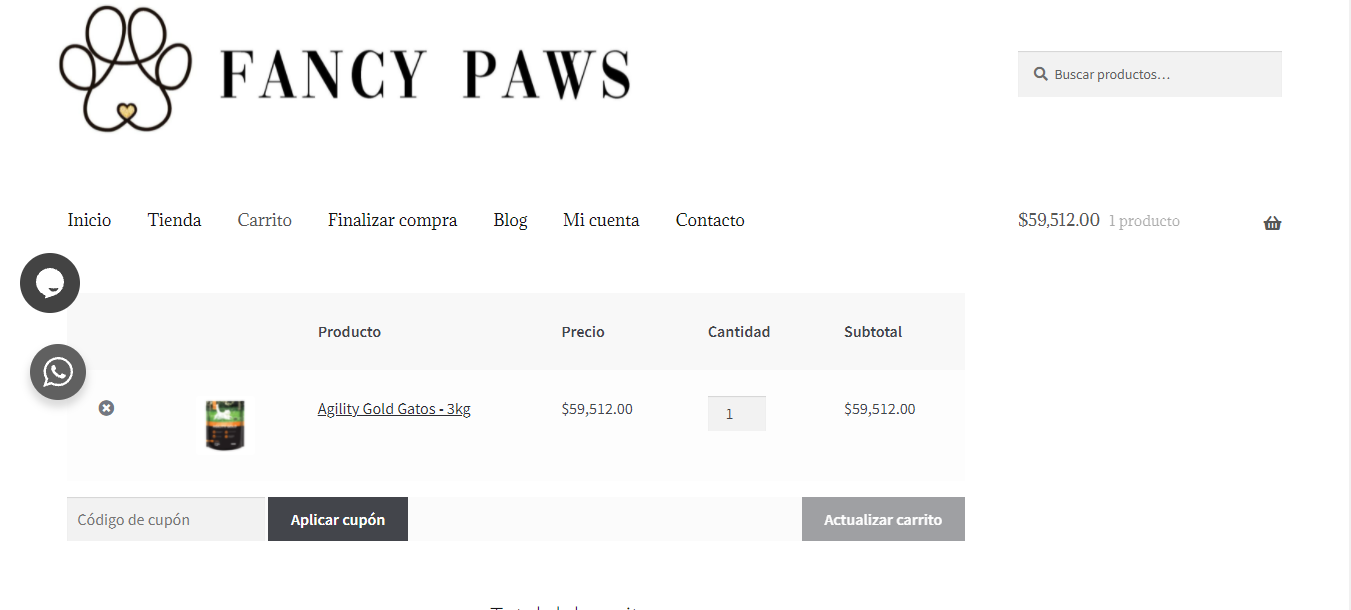 FANCY PAWS
Buscar productos…
Inicio Tienda Carrito Finalizar compra Blog Mi cuenta Contacto $59,512.00 1 producto
Producto Precio Cantidad Subtotal
Agility Gold Gatos - 3kg $59,512.00 1 $59,512.00
Código de cupón Aplicar cupón Actualizar carrito